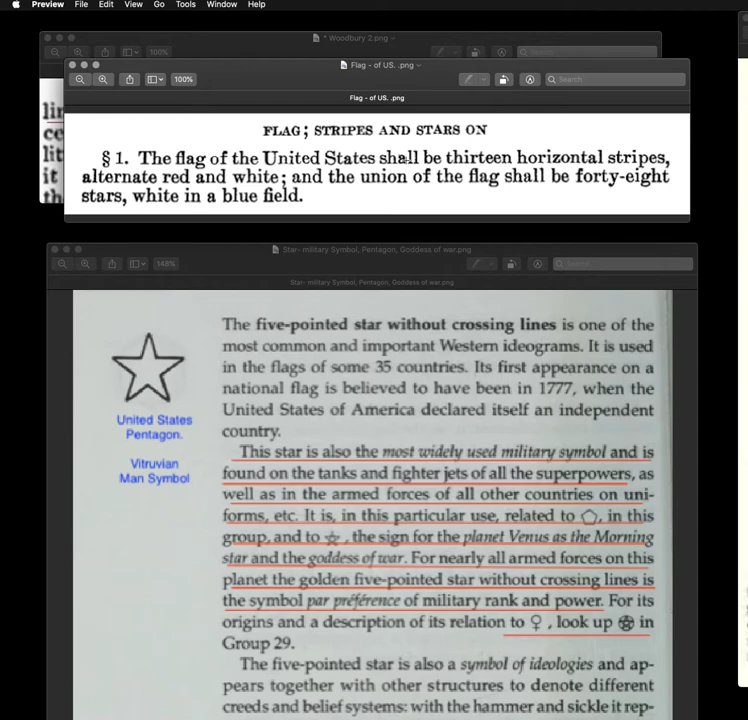 Preview File Edit View Go Tools Window Help
* Woodbury 2.png
100%
Search
Flag - of US. .png
100%
Search
Flag - of US. .png
lin
ce
lit
it
th
FLAG; STRIPES AND STARS ON
§ 1. The flag of the United States shall be thirteen horizontal stripes,
alternate red and white; and the union of the flag shall be forty-eight
stars, white in a blue field.
Star- military Symbol, Pentagon, Goddess of war.png
148%
Search
Star- military Symbol, Pentagon, Goddess of war.png
United States
Pentagon.
Vitruvian
Man Symbol
The five-pointed star without crossing lines is one of the
most common and important Western ideograms. It is used
in the flags of some 35 countries. Its first appearance on a
national flag is believed to have been in 1777, when the
United States of America declared itself an independent
country.
This star is also the most widely used military symbol and is
found on the tanks and fighter jets of all the superpowers, as
well as in the armed forces of all other countries on uni-
forms, etc. It is, in this particular use, related to ⬠, in this
group, and to ☆, the sign for the planet Venus as the Morning
star and the goddess of war. For nearly all armed forces on this
planet the golden five-pointed star without crossing lines is
the symbol par préférence of military rank and power. For its
origins and a description of its relation to ♀, look up in
Group 29.
The five-pointed star is also a symbol of ideologies and ap-
pears together with other structures to denote different
creeds and belief systems: with the hammer and sickle it rep-